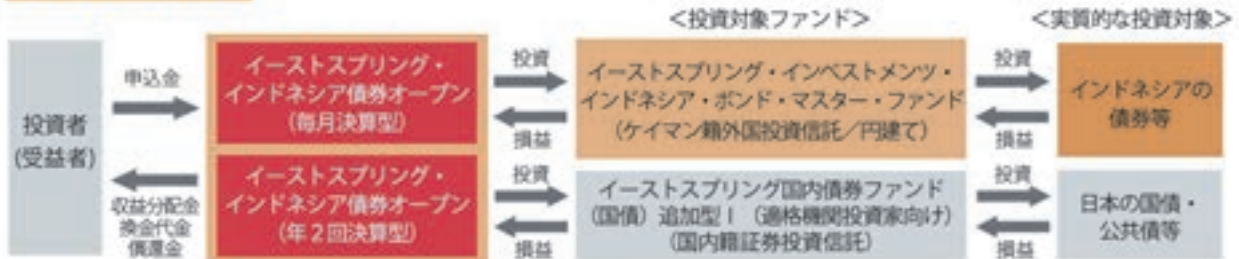 <投資対象ファンド>
<実質的な投資対象>
投資者
(受益者)
申込金
収益分配金
換金代金
償還金
イーストスプリング・
インドネシア債券オープン
(毎月決算型)
イーストスプリング・
インドネシア債券オープン
(年2回決算型)
投資
損益
投資
損益
イーストスプリング・インベストメンツ・
インドネシア・ボンド・マスター・ファンド
(ケイマン籍外国投資信託/円建て)
イーストスプリング国内債券ファンド
(国債)追加型Ⅰ(適格機関投資家向け)
(国内籍証券投資信託)
投資
損益
投資
損益
インドネシアの
債券等
日本の国債・
公共債等